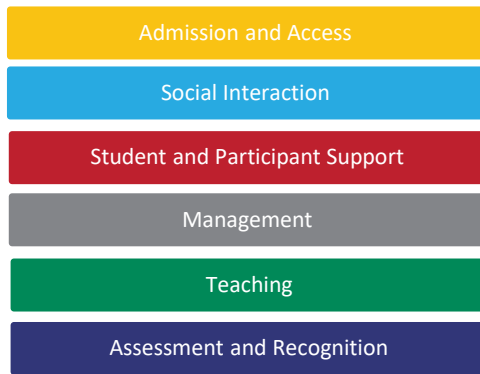 Admission and Access
Social Interaction
Student and Participant Support
Management
Teaching
Assessment and Recognition